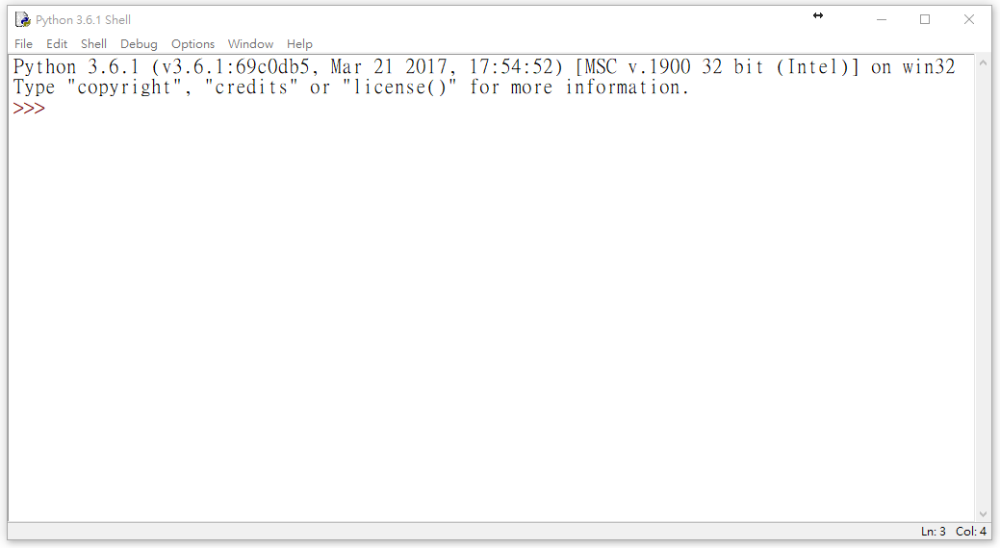 Python 3.6.1 Shell
File Edit Shell Debug Options Window Help
Python 3.6.1 (v3.6.1:69c0db5, Mar 21 2017, 17:54:52) [MSC v.1900 32 bit (Intel)] on win32
Type "copyright", "credits" or "license()" for more information.
>>>
Ln: 3 Col: 4